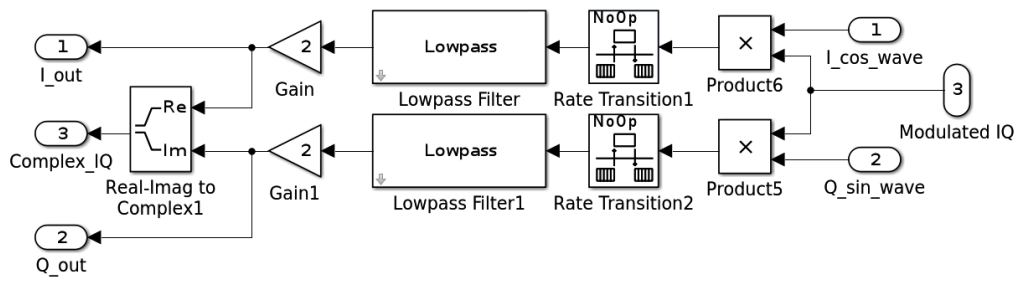 1
I_out
2
Gain
Lowpass
Lowpass Filter
NoOp
Rate Transition1
×
Product6
1
I_cos_wave
3
Modulated IQ
3
Complex_IQ
Re
Im
Real-Imag to
Complex1
2
Gain1
Lowpass
Lowpass Filter1
NoOp
Rate Transition2
×
Product5
2
Q_sin_wave
2
Q_out